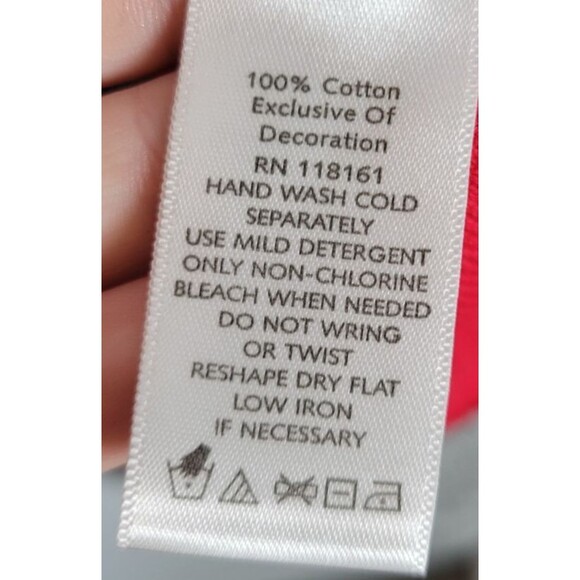 100% Cotton
Exclusive Of
Decoration
RN 118161
HAND WASH COLD
SEPARATELY
USE MILD DETERGENT
ONLY NON-CHLORINE
BLEACH WHEN NEEDED
DO NOT WRING
OR TWIST
RESHAPE DRY FLAT
LOW IRON
IF NECESSARY